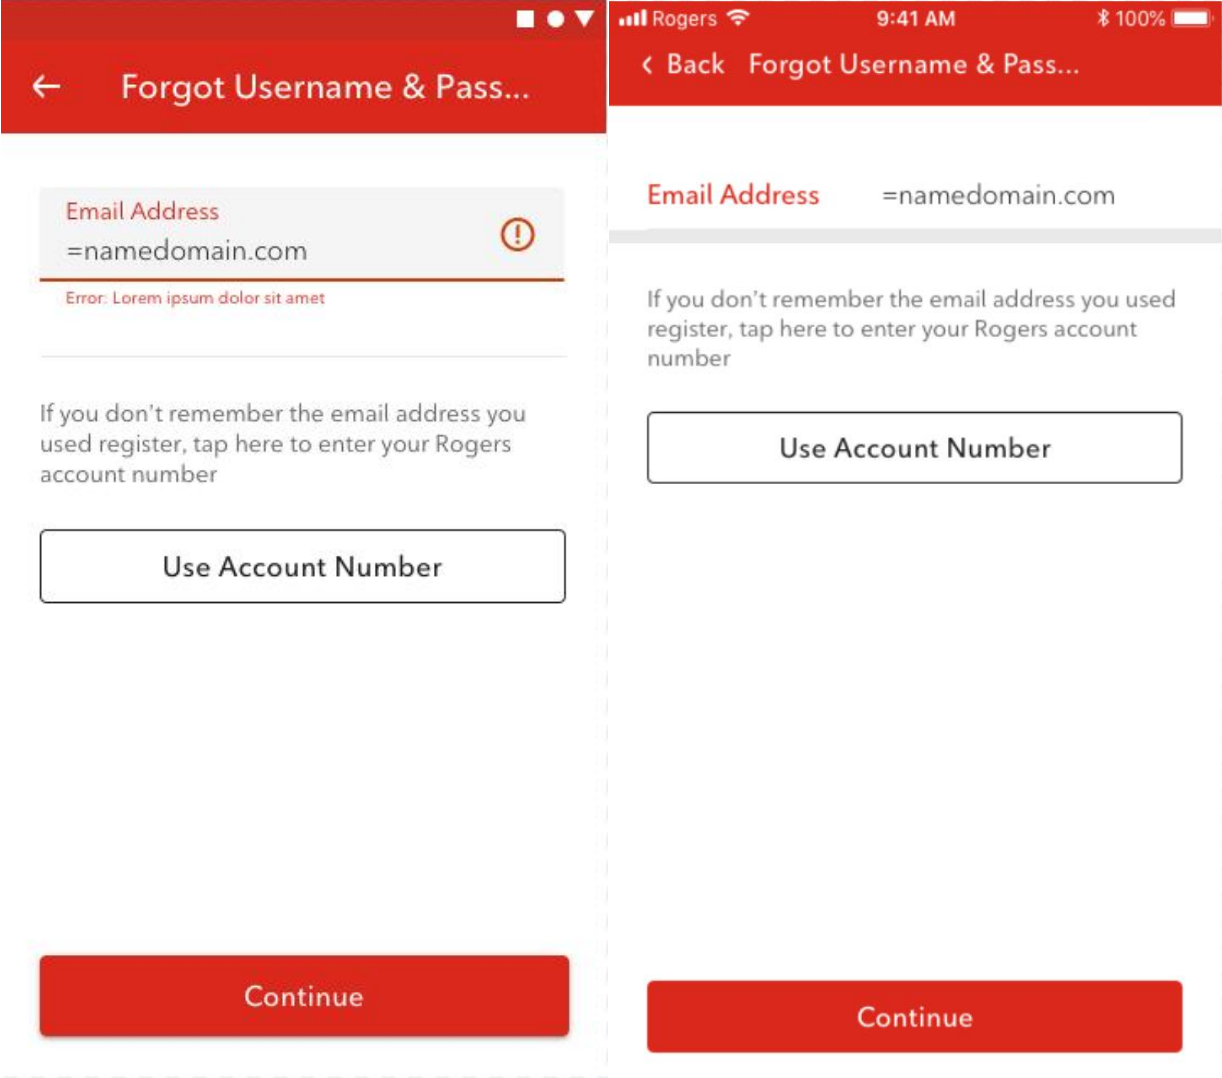 Forgot Username & Pass...
Email Address
=namedomain.com
Error: Lorem ipsum dolor sit amet
If you don't remember the email address you
used register, tap here to enter your Rogers
account number
Use Account Number
Continue
Rogers 9:41 AM 100%
Back Forgot Username & Pass...
Email Address =namedomain.com
If you don't remember the email address you used
register, tap here to enter your Rogers account
number
Use Account Number
Continue